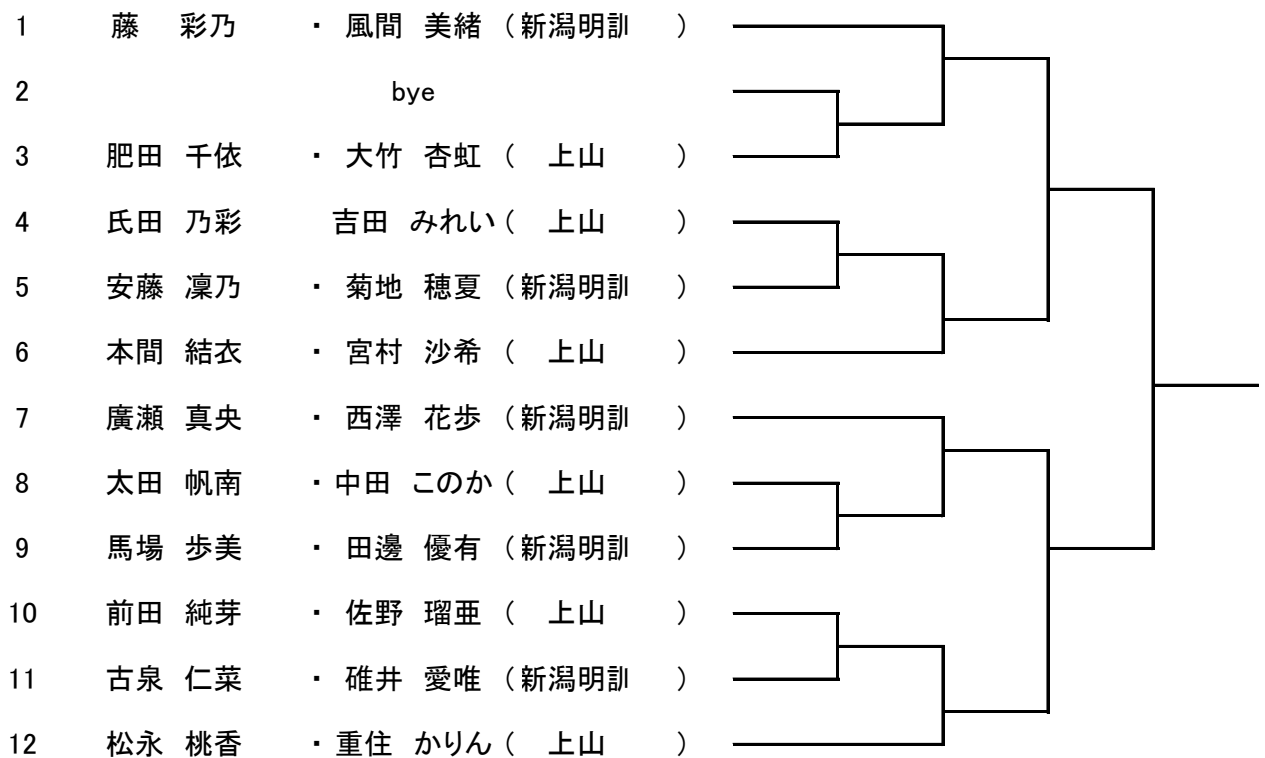 1 藤 彩乃 ・ 風間 美緒 （新潟明訓 ）
2 bye
3 肥田 千依 ・ 大竹 杏虹 （ 上山 ）
4 氏田 乃彩 吉田 みれい（ 上山 ）
5 安藤 凜乃 ・ 菊地 穂夏 （新潟明訓 ）
6 本間 結衣 ・ 宮村 沙希 （ 上山 ）
7 廣瀬 真央 ・ 西澤 花歩 （新潟明訓 ）
8 太田 帆南 ・中田 このか（ 上山 ）
9 馬場 歩美 ・ 田邊 優有 （新潟明訓 ）
10 前田 純芽 ・ 佐野 瑠亜 （ 上山 ）
11 古泉 仁菜 ・ 碓井 愛唯 （新潟明訓 ）
12 松永 桃香 ・重住 かりん（ 上山 ）